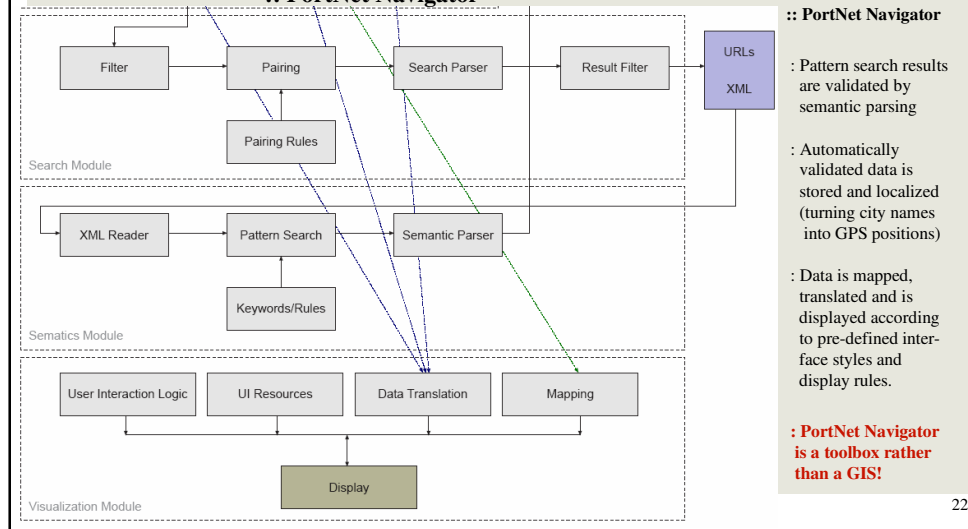 :: PortNet Navigator
Filter
Pairing
Search Parser
Result Filter
URLs
XML
Pairing Rules
Search Module
XML Reader
Pattern Search
Semantic Parser
Keywords/Rules
Sematics Module
User Interaction Logic
UI Resources
Data Translation
Mapping
Display
Visualization Module
:: PortNet Navigator
: Pattern search results
are validated by
semantic parsing
: Automatically
validated data is
stored and localized
(turning city names
into GPS positions)
: Data is mapped,
translated and is
displayed according
to pre-defined inter-
face styles and
display rules.
: PortNet Navigator
is a toolbox rather
than a GIS!
22